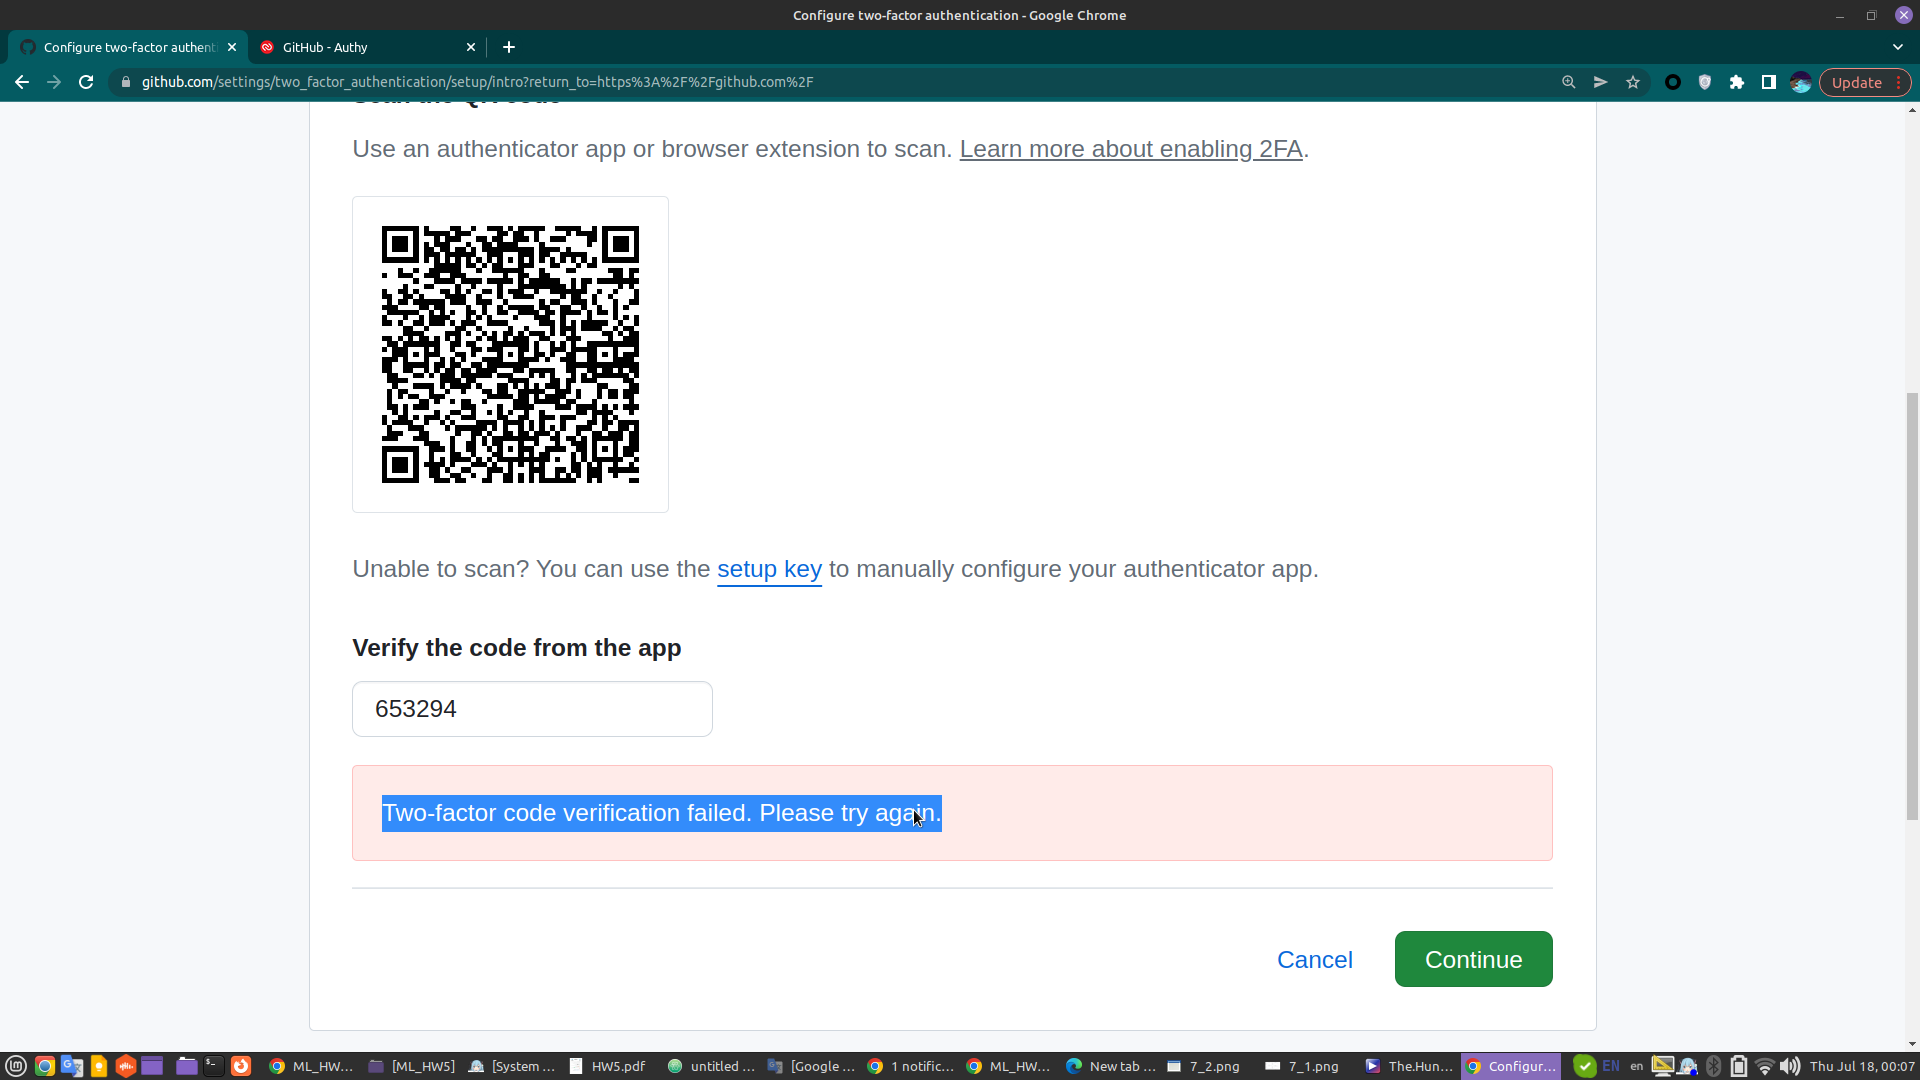 Configure two-factor authentication - Google Chrome
Configure two-factor authent
GitHub - Authy
github.com/settings/two_factor_authentication/setup/intro?return_to=https%3A%2F%2Fgithub.com%2F
Update
Scan the QR code
Use an authenticator app or browser extension to scan. Learn more about enabling 2FA.
Unable to scan? You can use the setup key to manually configure your authenticator app.
Verify the code from the app
653294
Two-factor code verification failed. Please try again.
Cancel
Continue
ML_HW...
[ML_HW5]
[System ...
HW5.pdf
untitled ...
[Google ...
1 notific...
ML_HW...
New tab ...
7_2.png
7_1.png
The.Hun...
Configur...
EN
en
Thu Jul 18, 00:07